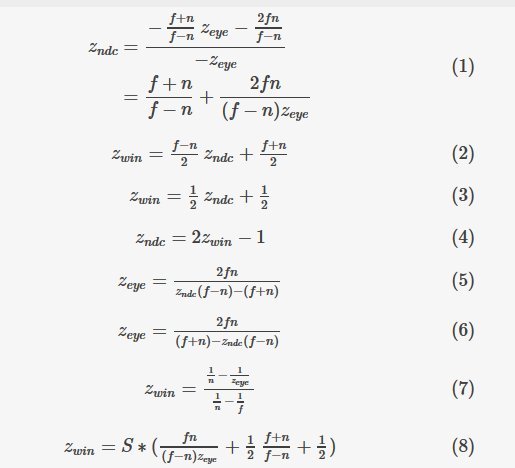 z_{ndc} = \frac{-\frac{f+n}{f-n} z_{eye} - \frac{2fn}{f-n}}{-z_{eye}} (1)
= \frac{f+n}{f-n} + \frac{2fn}{(f-n)z_{eye}}
z_{win} = \frac{f-n}{2} z_{ndc} + \frac{f+n}{2} (2)
z_{win} = \frac{1}{2} z_{ndc} + \frac{1}{2} (3)
z_{ndc} = 2z_{win} - 1 (4)
z_{eye} = \frac{2fn}{z_{ndc}(f-n)-(f+n)} (5)
z_{eye} = \frac{2fn}{(f+n)-z_{ndc}(f-n)} (6)
z_{win} = \frac{\frac{1}{n} - \frac{1}{z_{eye}}}{\frac{1}{n} - \frac{1}{f}} (7)
z_{win} = S * (\frac{fn}{(f-n)z_{eye}} + \frac{1}{2} \frac{f+n}{f-n} + \frac{1}{2}) (8)